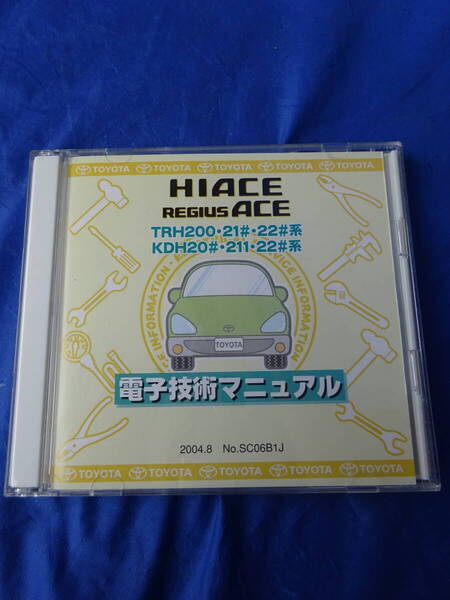 TOYOTA TOYOTA TOYOTA TOYOTA TOYOTA
HIACE
REGIUS ACE
TRH200・21#・22#系
KDH20#・211・22#系
TOYOTA
電子技術マニュアル
2004.8 No.SC06B1J
TOYOTA TOYOTA TOYOTA TOYOTA TOYOTA